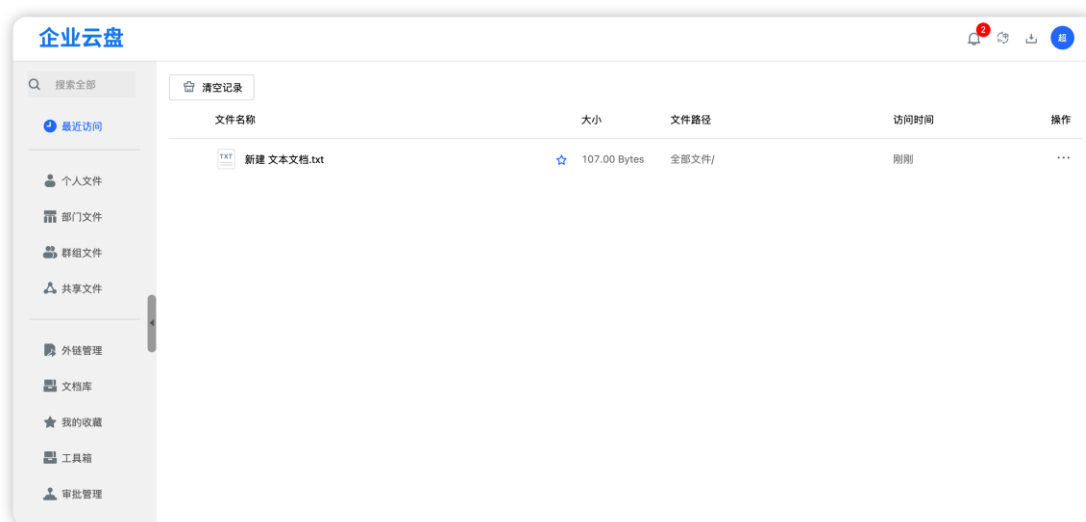 企业云盘
2
超
搜索全部
最近访问
个人文件
部门文件
群组文件
共享文件
外链管理
文档库
我的收藏
工具箱
审批管理
清空记录
文件名称 大小 文件路径 访问时间 操作
TXT 新建 文本文档.txt 107.00 Bytes 全部文件/ 刚刚 ···